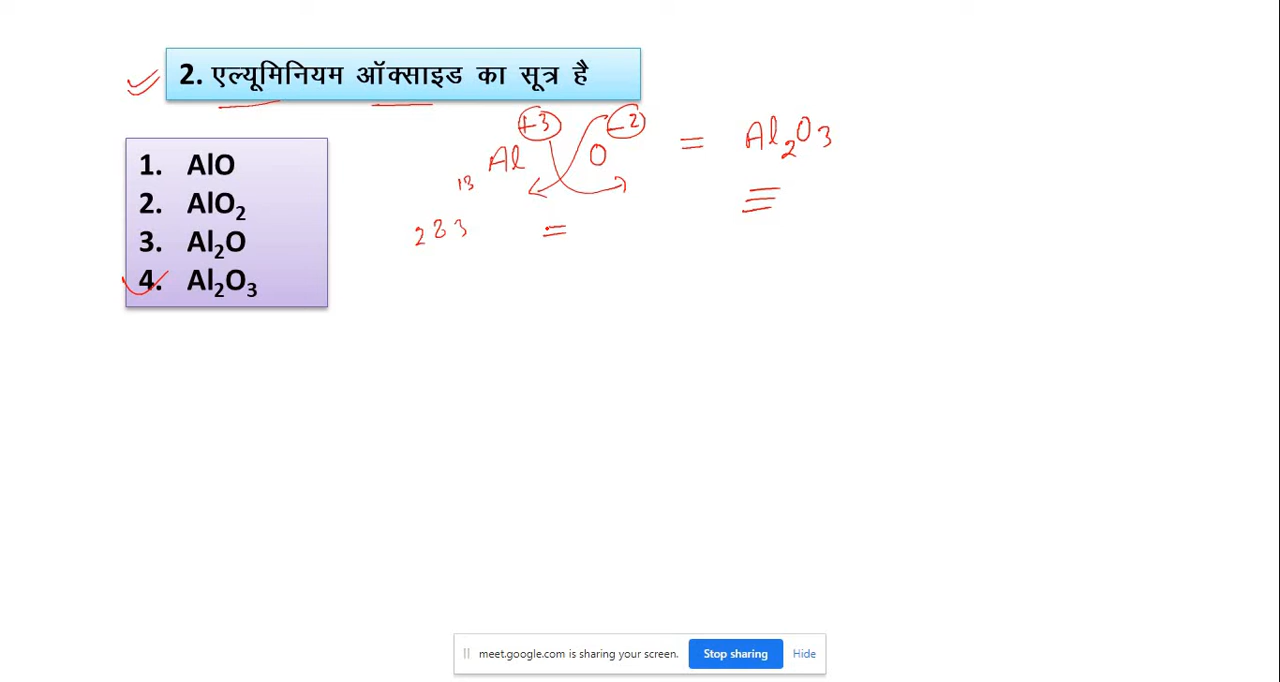 2. एल्यूमिनियम ऑक्साइड का सूत्र है
+3 -2
13 Al O = Al₂O₃
2 8 3 =
1. AlO
2. AlO₂
3. Al₂O
4. Al₂O₃
meet.google.com is sharing your screen. Stop sharing Hide